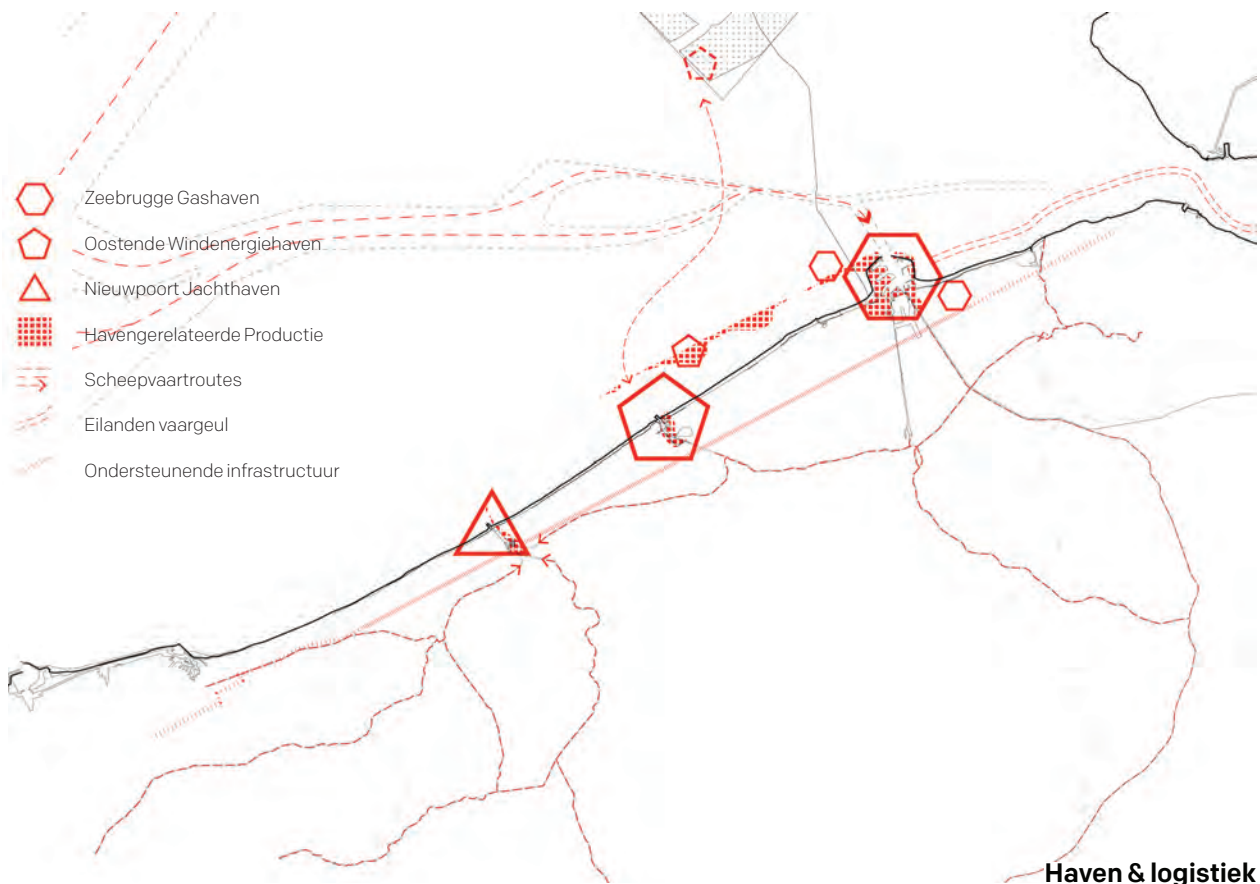 Zeebrugge Gashaven
Oostende Windenergiehaven
Nieuwpoort Jachthaven
Havengerelateerde Productie
Scheepvaartroutes
Eilanden vaargeul
Ondersteunende infrastructuur
Haven & logistiek